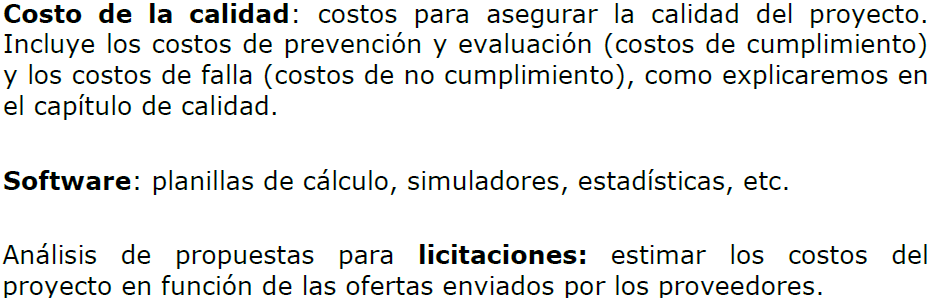 Costo de la calidad: costos para asegurar la calidad del proyecto.
Incluye los costos de prevención y evaluación (costos de cumplimiento)
y los costos de falla (costos de no cumplimiento), como explicaremos en
el capítulo de calidad.
Software: planillas de cálculo, simuladores, estadísticas, etc.
Análisis de propuestas para licitaciones: estimar los costos del
proyecto en función de las ofertas enviados por los proveedores.